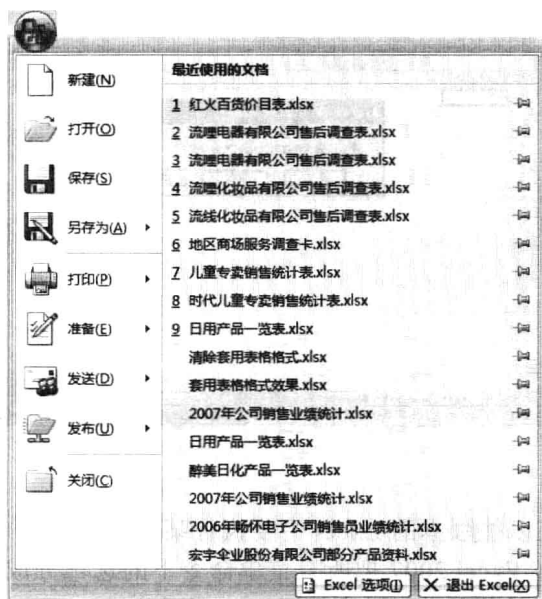 新建(N)
打开(O)
保存(S)
另存为(A)
打印(P)
准备(E)
发送(D)
发布(U)
关闭(C)
最近使用的文档
1 红火百货价目表.xlsx
2 流哩电器有限公司售后调查表.xlsx
3 流哩电器有限公司售后调查表.xlsx
4 流哩化妆品有限公司售后调查表.xlsx
5 流线化妆品有限公司售后调查表.xlsx
6 地区商场服务调查卡.xlsx
7 儿童专卖销售统计表.xlsx
8 时代儿童专卖销售统计表.xlsx
9 日用产品一览表.xlsx
清除套用表格格式.xlsx
套用表格格式效果.xlsx
2007年公司销售业绩统计.xlsx
日用产品一览表.xlsx
醉美日化产品一览表.xlsx
2007年公司销售业绩统计.xlsx
2006年畅怀电子公司销售员业绩统计.xlsx
宏宇伞业股份有限公司部分产品资料.xlsx
Excel 选项(I)
退出 Excel(X)